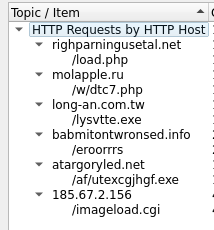 Topic / Item
HTTP Requests by HTTP Host
righparningusetal.net
/load.php
molapple.ru
/w/dtc7.php
long-an.com.tw
/lysvtte.exe
babmitontwronsed.info
/eroorrrs
atargoryled.net
/af/utexcgjhgf.exe
185.67.2.156
/imageload.cgi